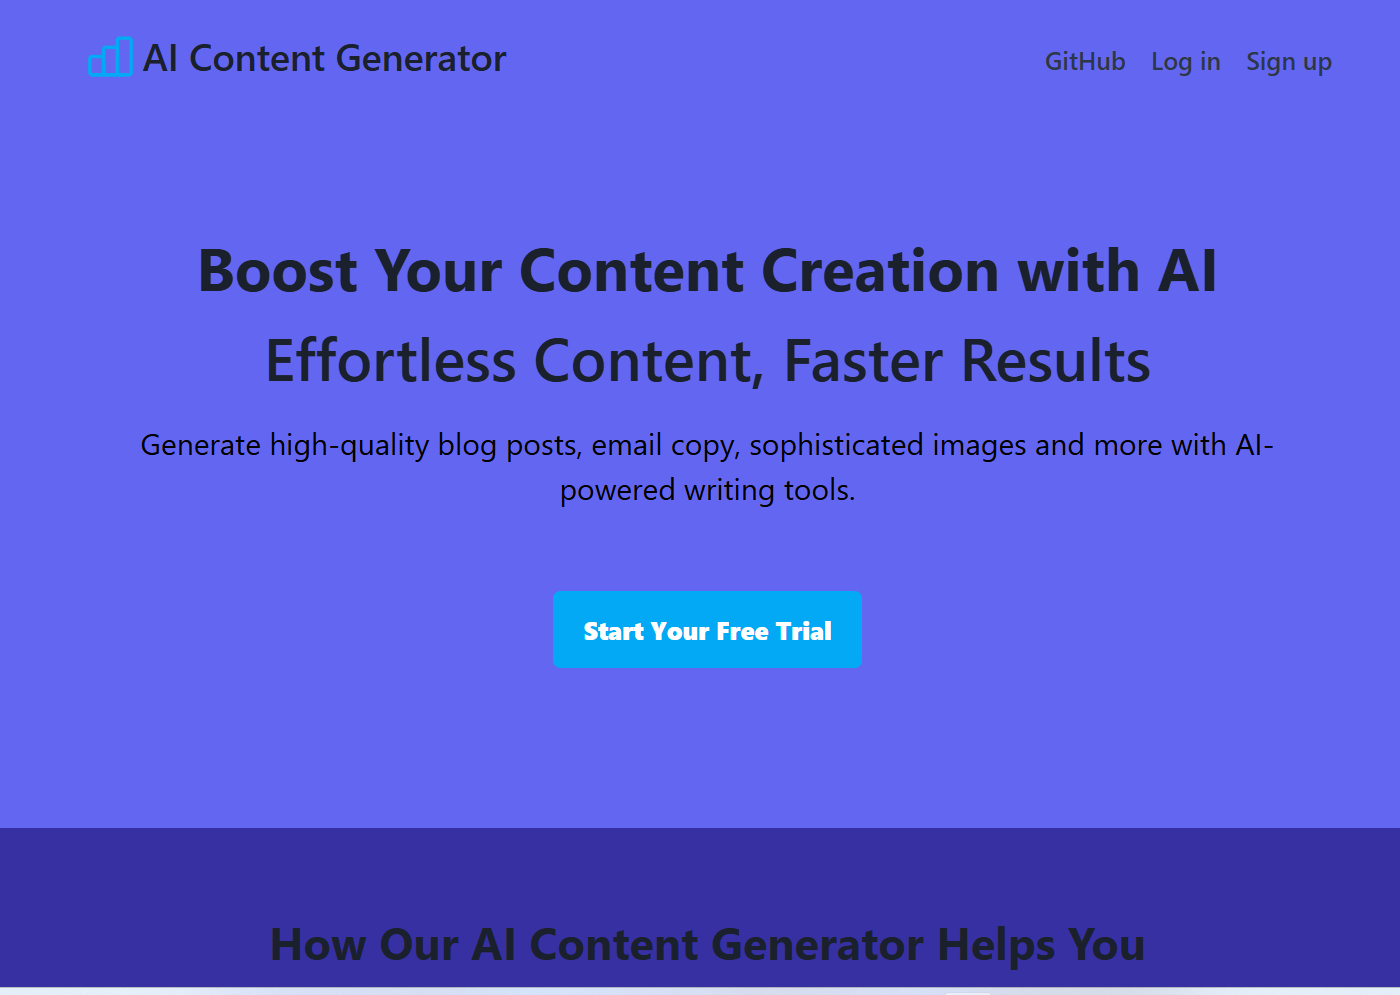 AI Content Generator
GitHub Log in Sign up
Boost Your Content Creation with AI
Effortless Content, Faster Results
Generate high-quality blog posts, email copy, sophisticated images and more with AI-
powered writing tools.
Start Your Free Trial
How Our AI Content Generator Helps You